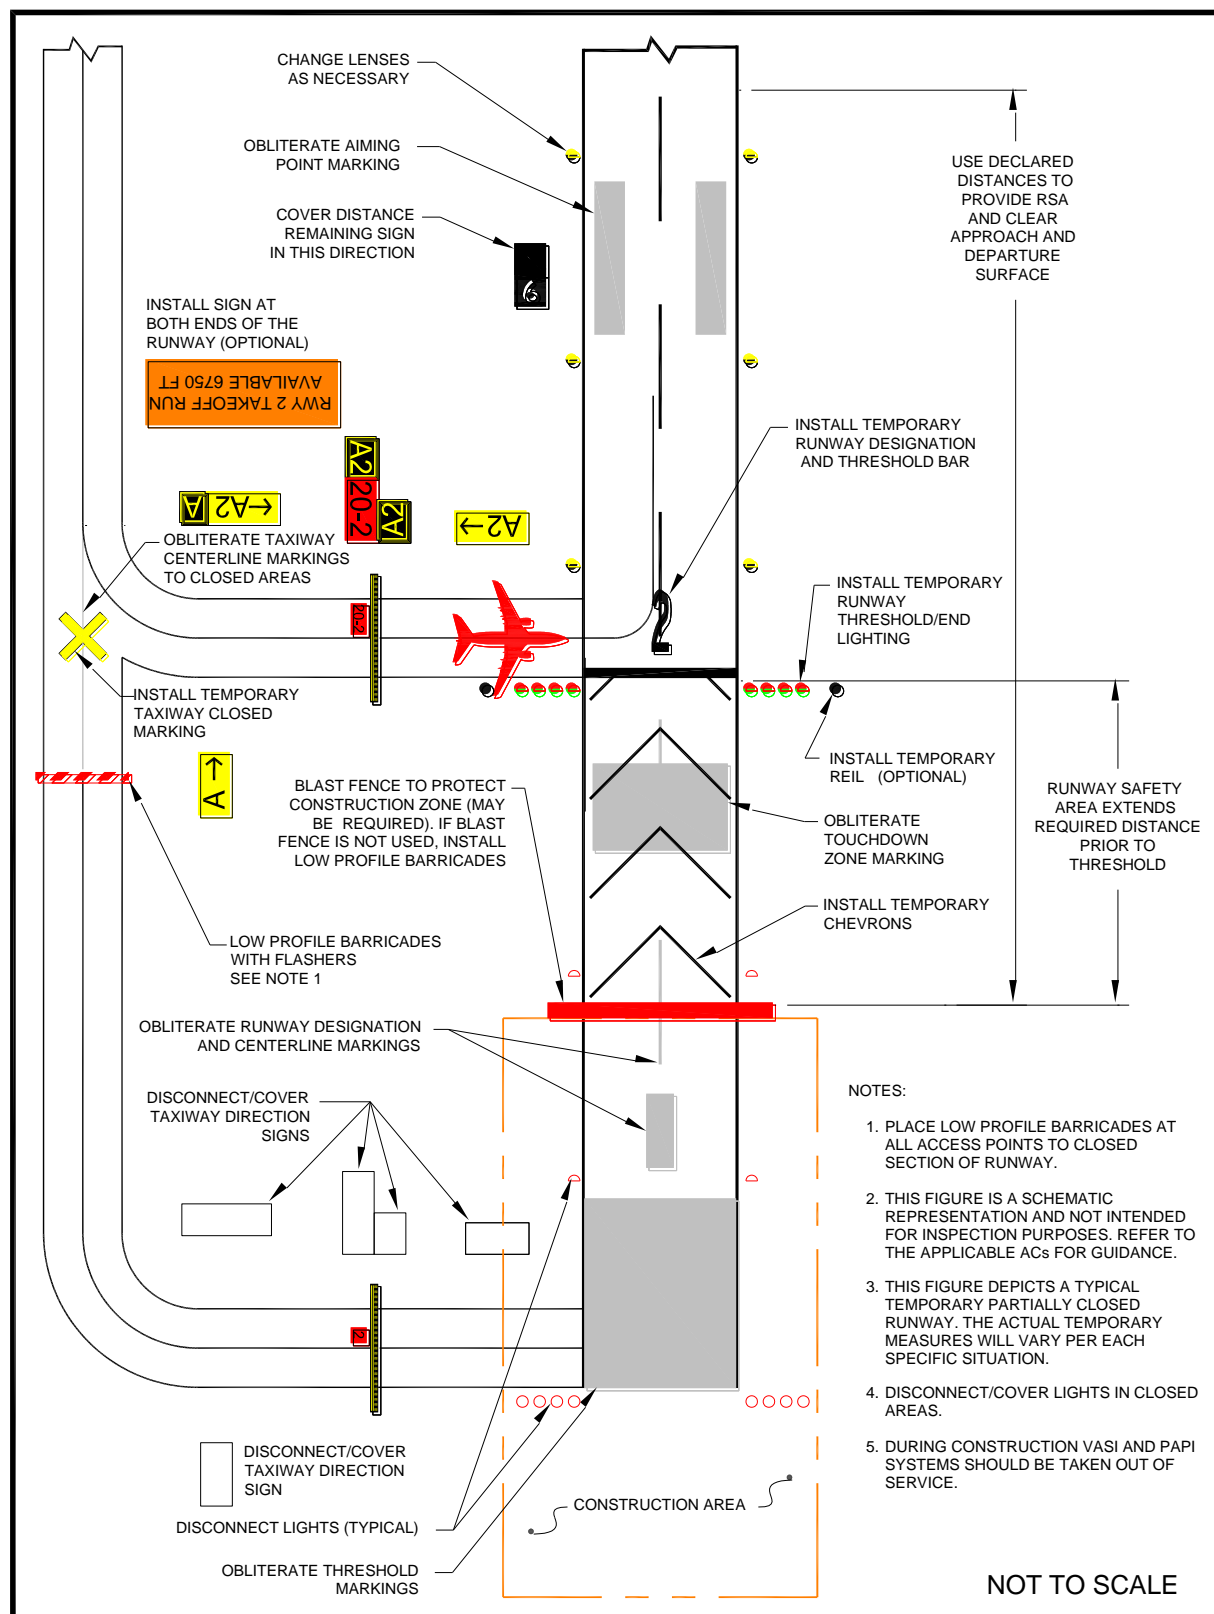 CHANGE LENSES
AS NECESSARY
OBLITERATE AIMING
POINT MARKING
COVER DISTANCE
REMAINING SIGN
IN THIS DIRECTION
6
USE DECLARED
DISTANCES TO
PROVIDE RSA
AND CLEAR
APPROACH AND
DEPARTURE
SURFACE
INSTALL SIGN AT
BOTH ENDS OF THE
RUNWAY (OPTIONAL)
RWY 2 TAKEOFF RUN
AVAILABLE 6750 FT
A2
20-2
A2
A
←A2
A2→
INSTALL TEMPORARY
RUNWAY DESIGNATION
AND THRESHOLD BAR
OBLITERATE TAXIWAY
CENTERLINE MARKINGS
TO CLOSED AREAS
20-2
2
INSTALL TEMPORARY
RUNWAY
THRESHOLD/END
LIGHTING
INSTALL TEMPORARY
TAXIWAY CLOSED
MARKING
A→
INSTALL TEMPORARY
REIL (OPTIONAL)
BLAST FENCE TO PROTECT
CONSTRUCTION ZONE (MAY
BE REQUIRED). IF BLAST
FENCE IS NOT USED, INSTALL
LOW PROFILE BARRICADES
RUNWAY SAFETY
AREA EXTENDS
REQUIRED DISTANCE
PRIOR TO
THRESHOLD
OBLITERATE
TOUCHDOWN
ZONE MARKING
INSTALL TEMPORARY
CHEVRONS
LOW PROFILE BARRICADES
WITH FLASHERS
SEE NOTE 1
OBLITERATE RUNWAY DESIGNATION
AND CENTERLINE MARKINGS
DISCONNECT/COVER
TAXIWAY DIRECTION
SIGNS
2
DISCONNECT/COVER
TAXIWAY DIRECTION
SIGN
DISCONNECT LIGHTS (TYPICAL)
OBLITERATE THRESHOLD
MARKINGS
CONSTRUCTION AREA
NOTES:
1. PLACE LOW PROFILE BARRICADES AT
ALL ACCESS POINTS TO CLOSED
SECTION OF RUNWAY.
2. THIS FIGURE IS A SCHEMATIC
REPRESENTATION AND NOT INTENDED
FOR INSPECTION PURPOSES. REFER TO
THE APPLICABLE ACs FOR GUIDANCE.
3. THIS FIGURE DEPICTS A TYPICAL
TEMPORARY PARTIALLY CLOSED
RUNWAY. THE ACTUAL TEMPORARY
MEASURES WILL VARY PER EACH
SPECIFIC SITUATION.
4. DISCONNECT/COVER LIGHTS IN CLOSED
AREAS.
5. DURING CONSTRUCTION VASI AND PAPI
SYSTEMS SHOULD BE TAKEN OUT OF
SERVICE.
NOT TO SCALE